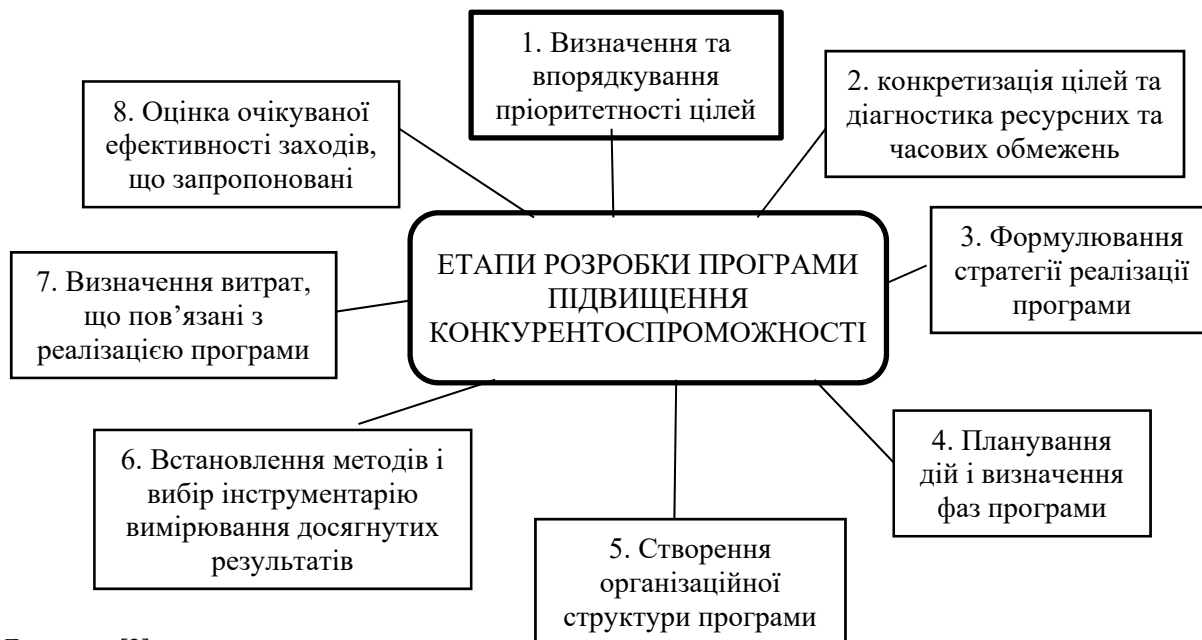 1. Визначення та
впорядкування
пріоритетності цілей
2. конкретизація цілей та
діагностика ресурсних та
часових обмежень
8. Оцінка очікуваної
ефективності заходів,
що запропоновані
ЕТАПИ РОЗРОБКИ ПРОГРАМИ
ПІДВИЩЕННЯ
КОНКУРЕНТОСПРОМОЖНОСТІ
3. Формулювання
стратегії реалізації
програми
7. Визначення витрат,
що пов’язані з
реалізацією програми
4. Планування
дій і визначення
фаз програми
6. Встановлення методів і
вибір інструментарію
вимірювання досягнутих
результатів
5. Створення
організаційної
структури програми